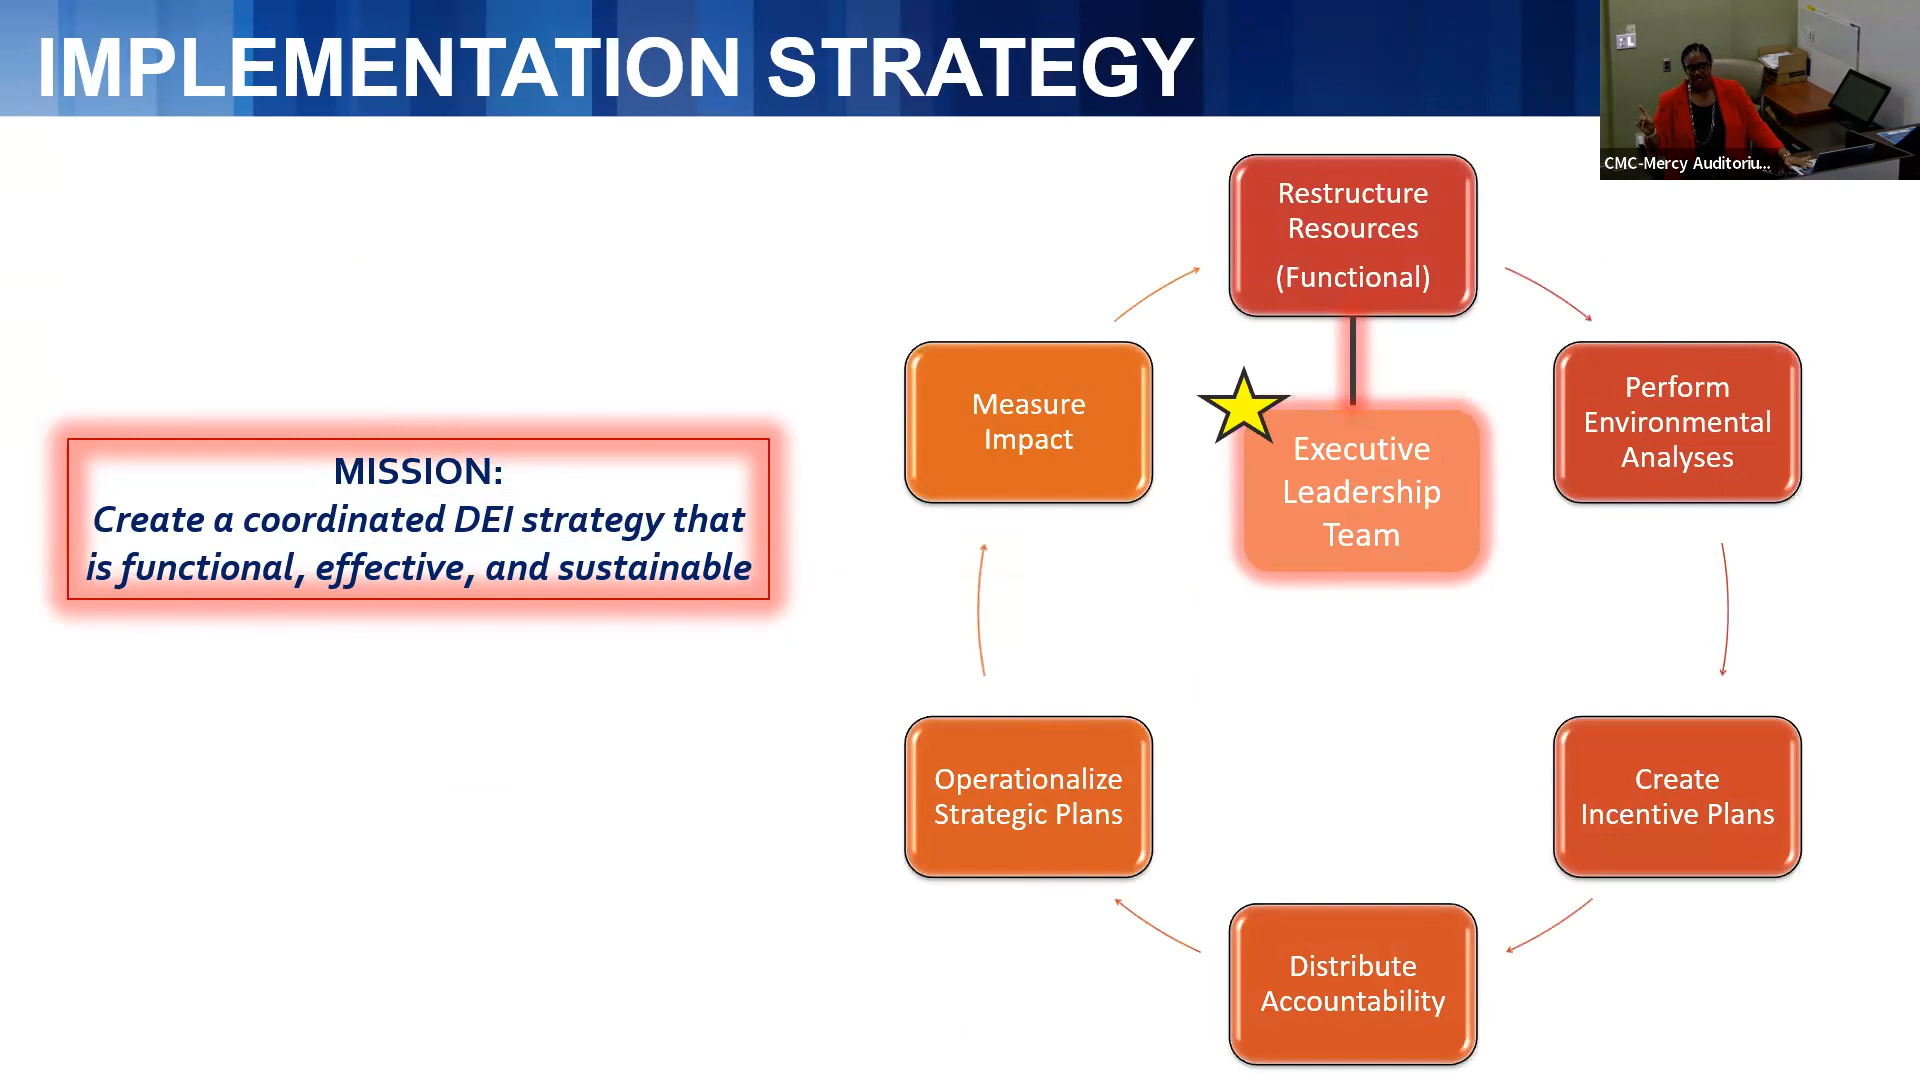 IMPLEMENTATION STRATEGY
CMC-Mercy Auditoriu...
MISSION:
Create a coordinated DEI strategy that
is functional, effective, and sustainable
Restructure
Resources
(Functional)
Executive
Leadership
Team
Perform
Environmental
Analyses
Create
Incentive Plans
Distribute
Accountability
Operationalize
Strategic Plans
Measure
Impact